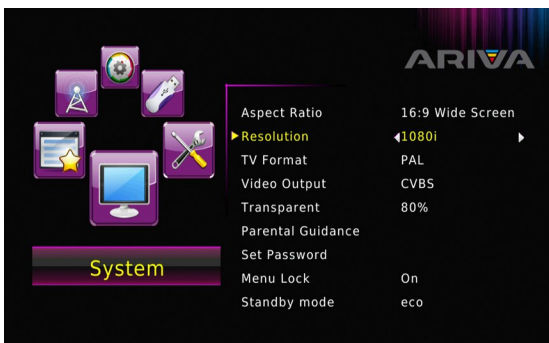 ARIVA
Aspect Ratio 16:9 Wide Screen
Resolution 1080i
TV Format PAL
Video Output CVBS
Transparent 80%
Parental Guidance
Set Password
Menu Lock On
Standby mode eco
System